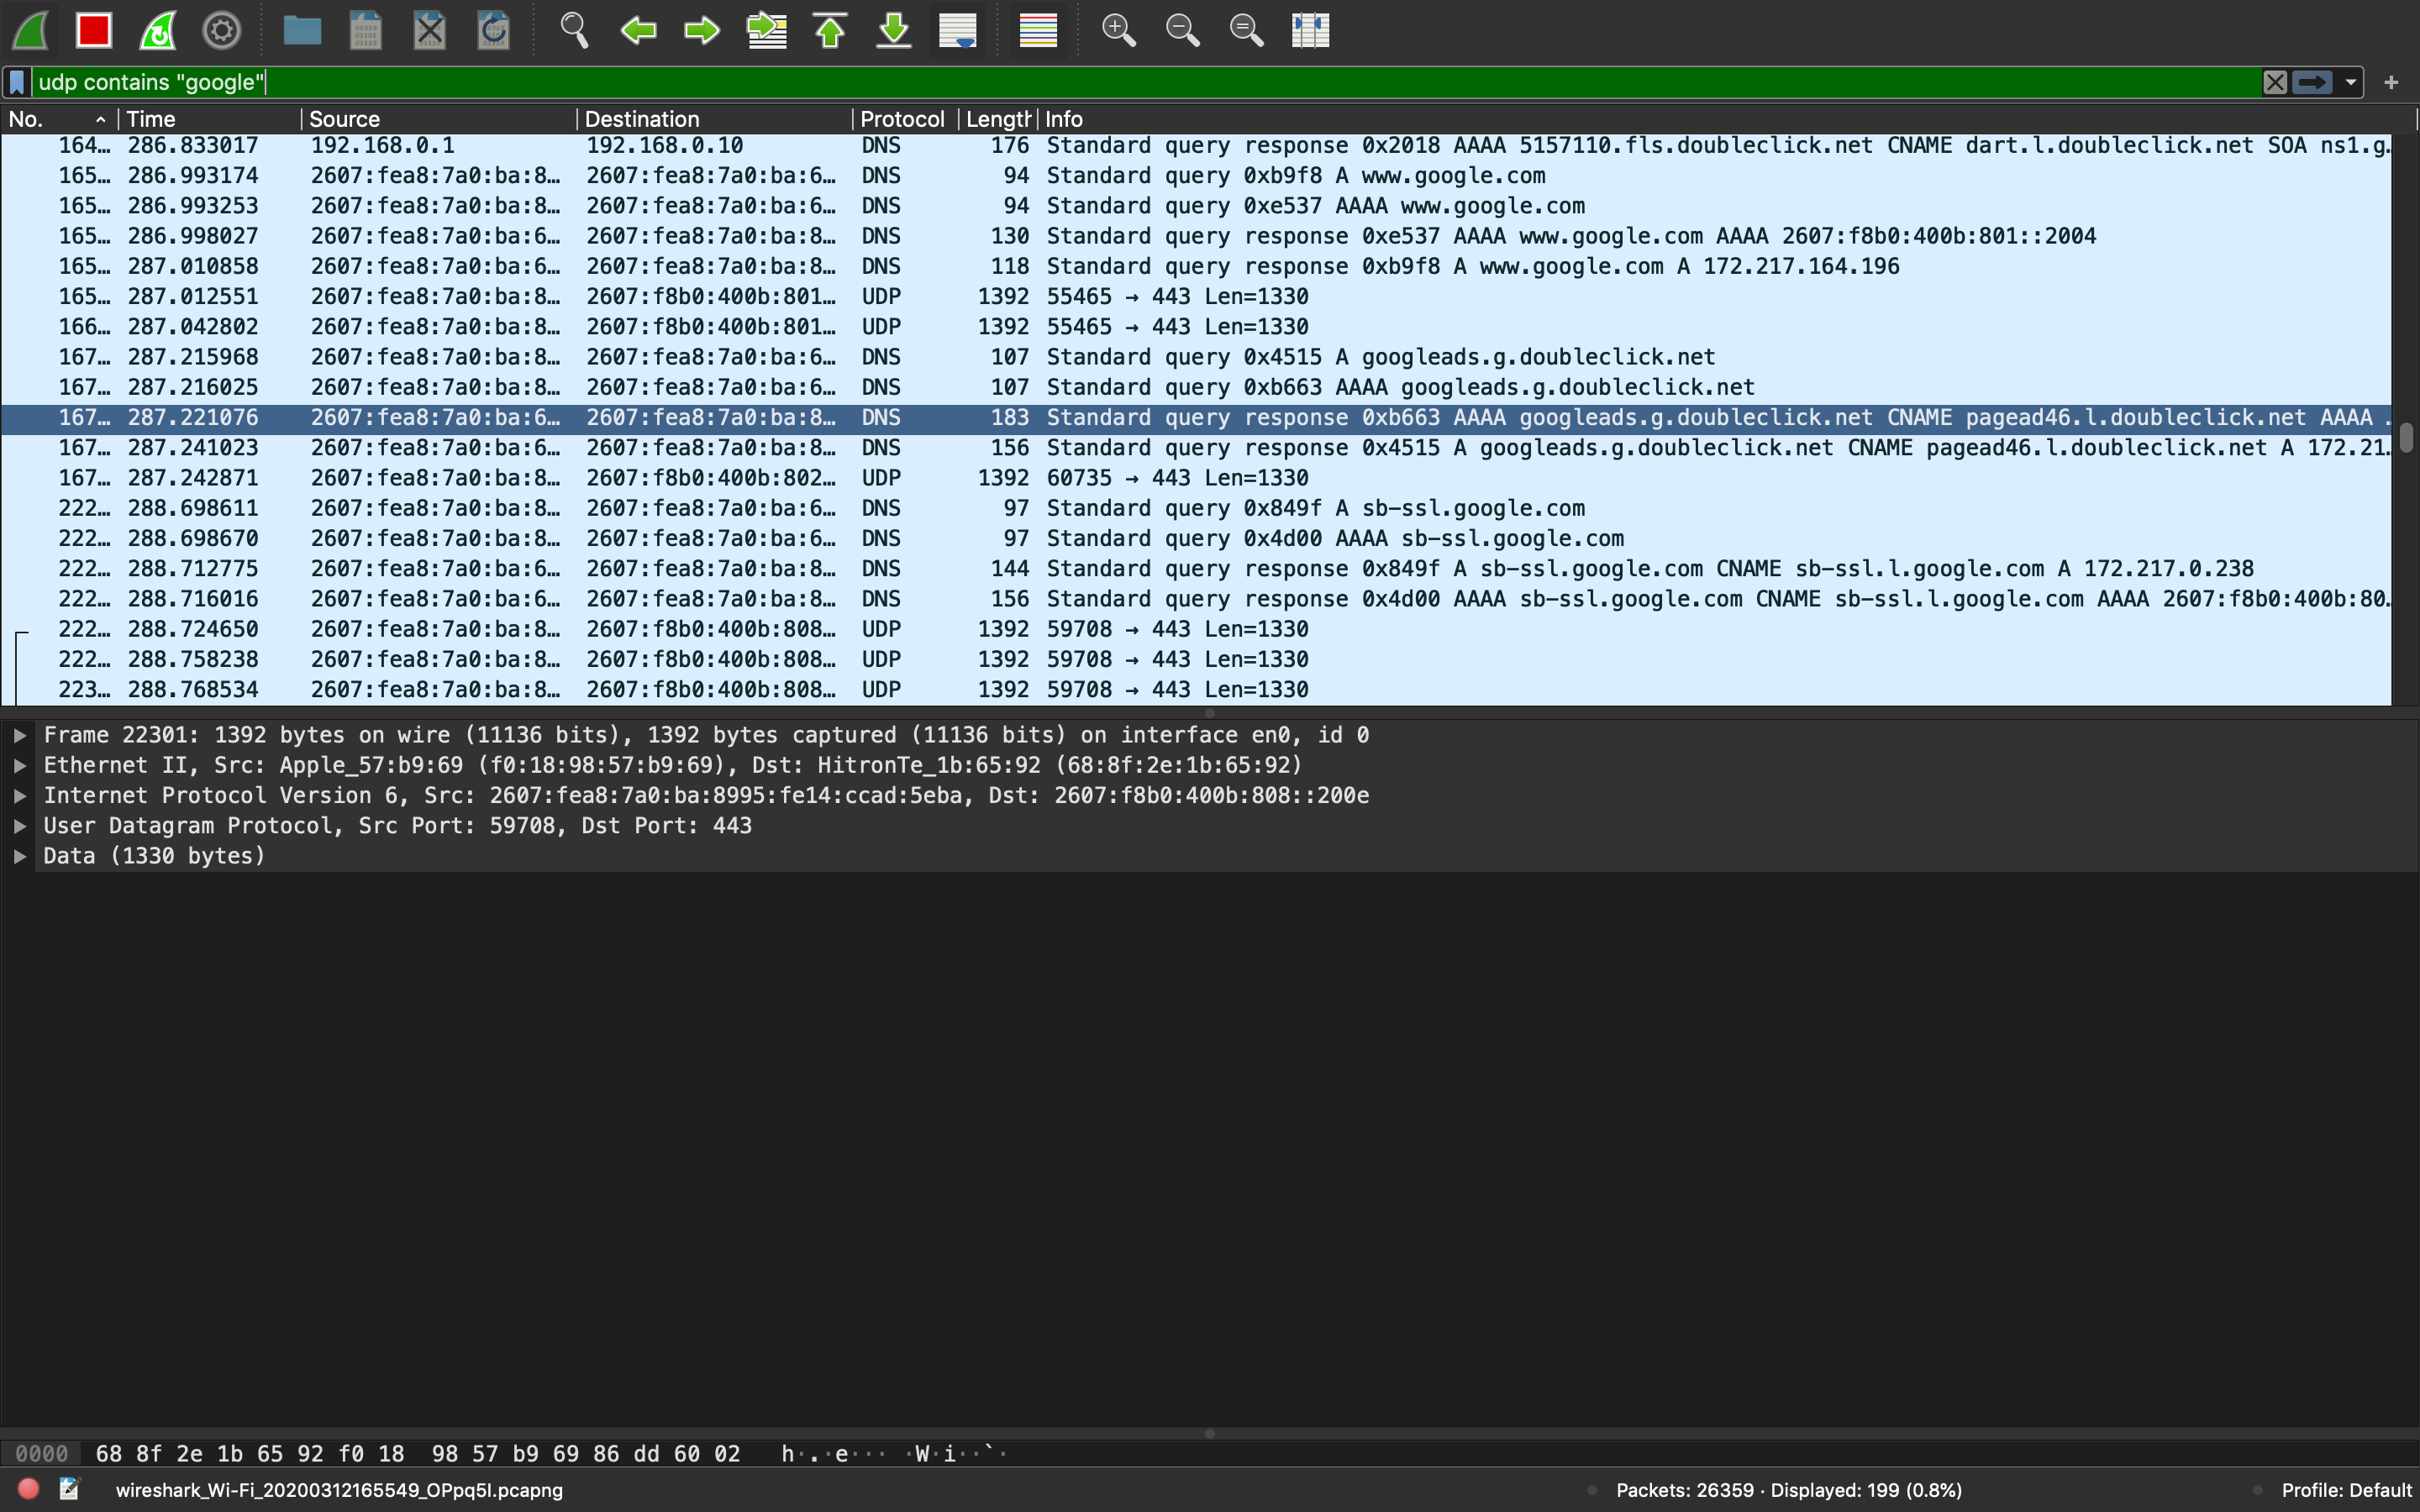 udp contains "google"
No. Time Source Destination Protocol Length Info
164… 286.833017 192.168.0.1 192.168.0.10 DNS 176 Standard query response 0x2018 AAAA 5157110.fls.doubleclick.net CNAME dart.l.doubleclick.net SOA ns1.g…
165… 286.993174 2607:fea8:7a0:ba:8… 2607:fea8:7a0:ba:6… DNS 94 Standard query 0xb9f8 A www.google.com
165… 286.993253 2607:fea8:7a0:ba:8… 2607:fea8:7a0:ba:6… DNS 94 Standard query 0xe537 AAAA www.google.com
165… 286.998027 2607:fea8:7a0:ba:6… 2607:fea8:7a0:ba:8… DNS 130 Standard query response 0xe537 AAAA www.google.com AAAA 2607:f8b0:400b:801::2004
165… 287.010858 2607:fea8:7a0:ba:6… 2607:fea8:7a0:ba:8… DNS 118 Standard query response 0xb9f8 A www.google.com A 172.217.164.196
165… 287.012551 2607:fea8:7a0:ba:8… 2607:f8b0:400b:801… UDP 1392 55465 → 443 Len=1330
166… 287.042802 2607:fea8:7a0:ba:8… 2607:f8b0:400b:801… UDP 1392 55465 → 443 Len=1330
167… 287.215968 2607:fea8:7a0:ba:8… 2607:fea8:7a0:ba:6… DNS 107 Standard query 0x4515 A googleads.g.doubleclick.net
167… 287.216025 2607:fea8:7a0:ba:8… 2607:fea8:7a0:ba:6… DNS 107 Standard query 0xb663 AAAA googleads.g.doubleclick.net
167… 287.221076 2607:fea8:7a0:ba:6… 2607:fea8:7a0:ba:8… DNS 183 Standard query response 0xb663 AAAA googleads.g.doubleclick.net CNAME pagead46.l.doubleclick.net AAAA …
167… 287.241023 2607:fea8:7a0:ba:6… 2607:fea8:7a0:ba:8… DNS 156 Standard query response 0x4515 A googleads.g.doubleclick.net CNAME pagead46.l.doubleclick.net A 172.21…
167… 287.242871 2607:fea8:7a0:ba:8… 2607:f8b0:400b:802… UDP 1392 60735 → 443 Len=1330
222… 288.698611 2607:fea8:7a0:ba:8… 2607:fea8:7a0:ba:6… DNS 97 Standard query 0x849f A sb-ssl.google.com
222… 288.698670 2607:fea8:7a0:ba:8… 2607:fea8:7a0:ba:6… DNS 97 Standard query 0x4d00 AAAA sb-ssl.google.com
222… 288.712775 2607:fea8:7a0:ba:6… 2607:fea8:7a0:ba:8… DNS 144 Standard query response 0x849f A sb-ssl.google.com CNAME sb-ssl.l.google.com A 172.217.0.238
222… 288.716016 2607:fea8:7a0:ba:6… 2607:fea8:7a0:ba:8… DNS 156 Standard query response 0x4d00 AAAA sb-ssl.google.com CNAME sb-ssl.l.google.com AAAA 2607:f8b0:400b:80…
222… 288.724650 2607:fea8:7a0:ba:8… 2607:f8b0:400b:808… UDP 1392 59708 → 443 Len=1330
222… 288.758238 2607:fea8:7a0:ba:8… 2607:f8b0:400b:808… UDP 1392 59708 → 443 Len=1330
223… 288.768534 2607:fea8:7a0:ba:8… 2607:f8b0:400b:808… UDP 1392 59708 → 443 Len=1330
Frame 22301: 1392 bytes on wire (11136 bits), 1392 bytes captured (11136 bits) on interface en0, id 0
Ethernet II, Src: Apple_57:b9:69 (f0:18:98:57:b9:69), Dst: HitronTe_1b:65:92 (68:8f:2e:1b:65:92)
Internet Protocol Version 6, Src: 2607:fea8:7a0:ba:8995:fe14:ccad:5eba, Dst: 2607:f8b0:400b:808::200e
User Datagram Protocol, Src Port: 59708, Dst Port: 443
Data (1330 bytes)
0000 68 8f 2e 1b 65 92 f0 18 98 57 b9 69 86 dd 60 02 h·.·e··· ·W·i··`·
wireshark_Wi-Fi_20200312165549_OPpq5I.pcapng Packets: 26359 · Displayed: 199 (0.8%) Profile: Default